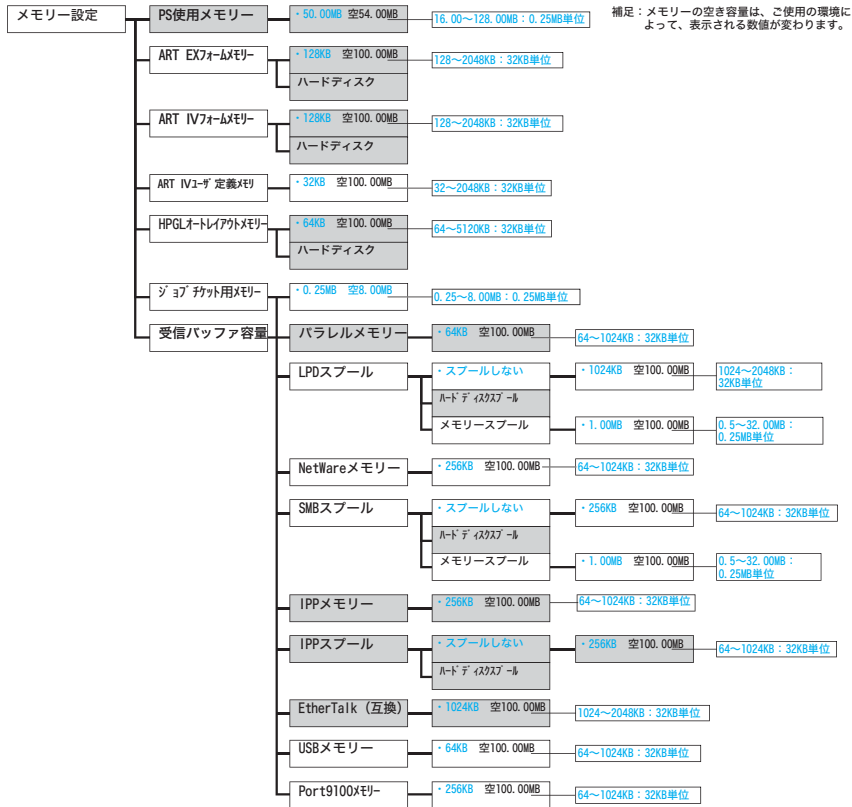 メモリー設定
PS使用メモリー
・50.00MB 空54.00MB
16.00～128.00MB：0.25MB単位
補足：メモリーの空き容量は、ご使用の環境に
よって、表示される数値が変わります。
ART EXフォームメモリー
・128KB 空100.00MB
128～2048KB：32KB単位
ハードディスク
ART IVフォームメモリー
・128KB 空100.00MB
128～2048KB：32KB単位
ハードディスク
ART IVユーザ定義メモリ
・32KB 空100.00MB
32～2048KB：32KB単位
HPGLオートレイアウトメモリー
・64KB 空100.00MB
64～5120KB：32KB単位
ハードディスク
ジョブチケット用メモリー
・0.25MB 空8.00MB
0.25～8.00MB：0.25MB単位
受信バッファ容量
パラレルメモリー
・64KB 空100.00MB
64～1024KB：32KB単位
LPDスプール
・スプールしない
・1024KB 空100.00MB
1024～2048KB：
32KB単位
ハードディスクスプール
メモリースプール
・1.00MB 空100.00MB
0.5～32.00MB：
0.25MB単位
NetWareメモリー
・256KB 空100.00MB
64～1024KB：32KB単位
SMBスプール
・スプールしない
・256KB 空100.00MB
64～1024KB：32KB単位
ハードディスクスプール
メモリースプール
・1.00MB 空100.00MB
0.5～32.00MB：
0.25MB単位
IPPメモリー
・256KB 空100.00MB
64～1024KB：32KB単位
IPPスプール
・スプールしない
・256KB 空100.00MB
64～1024KB：32KB単位
ハードディスクスプール
EtherTalk（互換）
・1024KB 空100.00MB
1024～2048KB：32KB単位
USBメモリー
・64KB 空100.00MB
64～1024KB：32KB単位
Port9100メモリー
・256KB 空100.00MB
64～1024KB：32KB単位